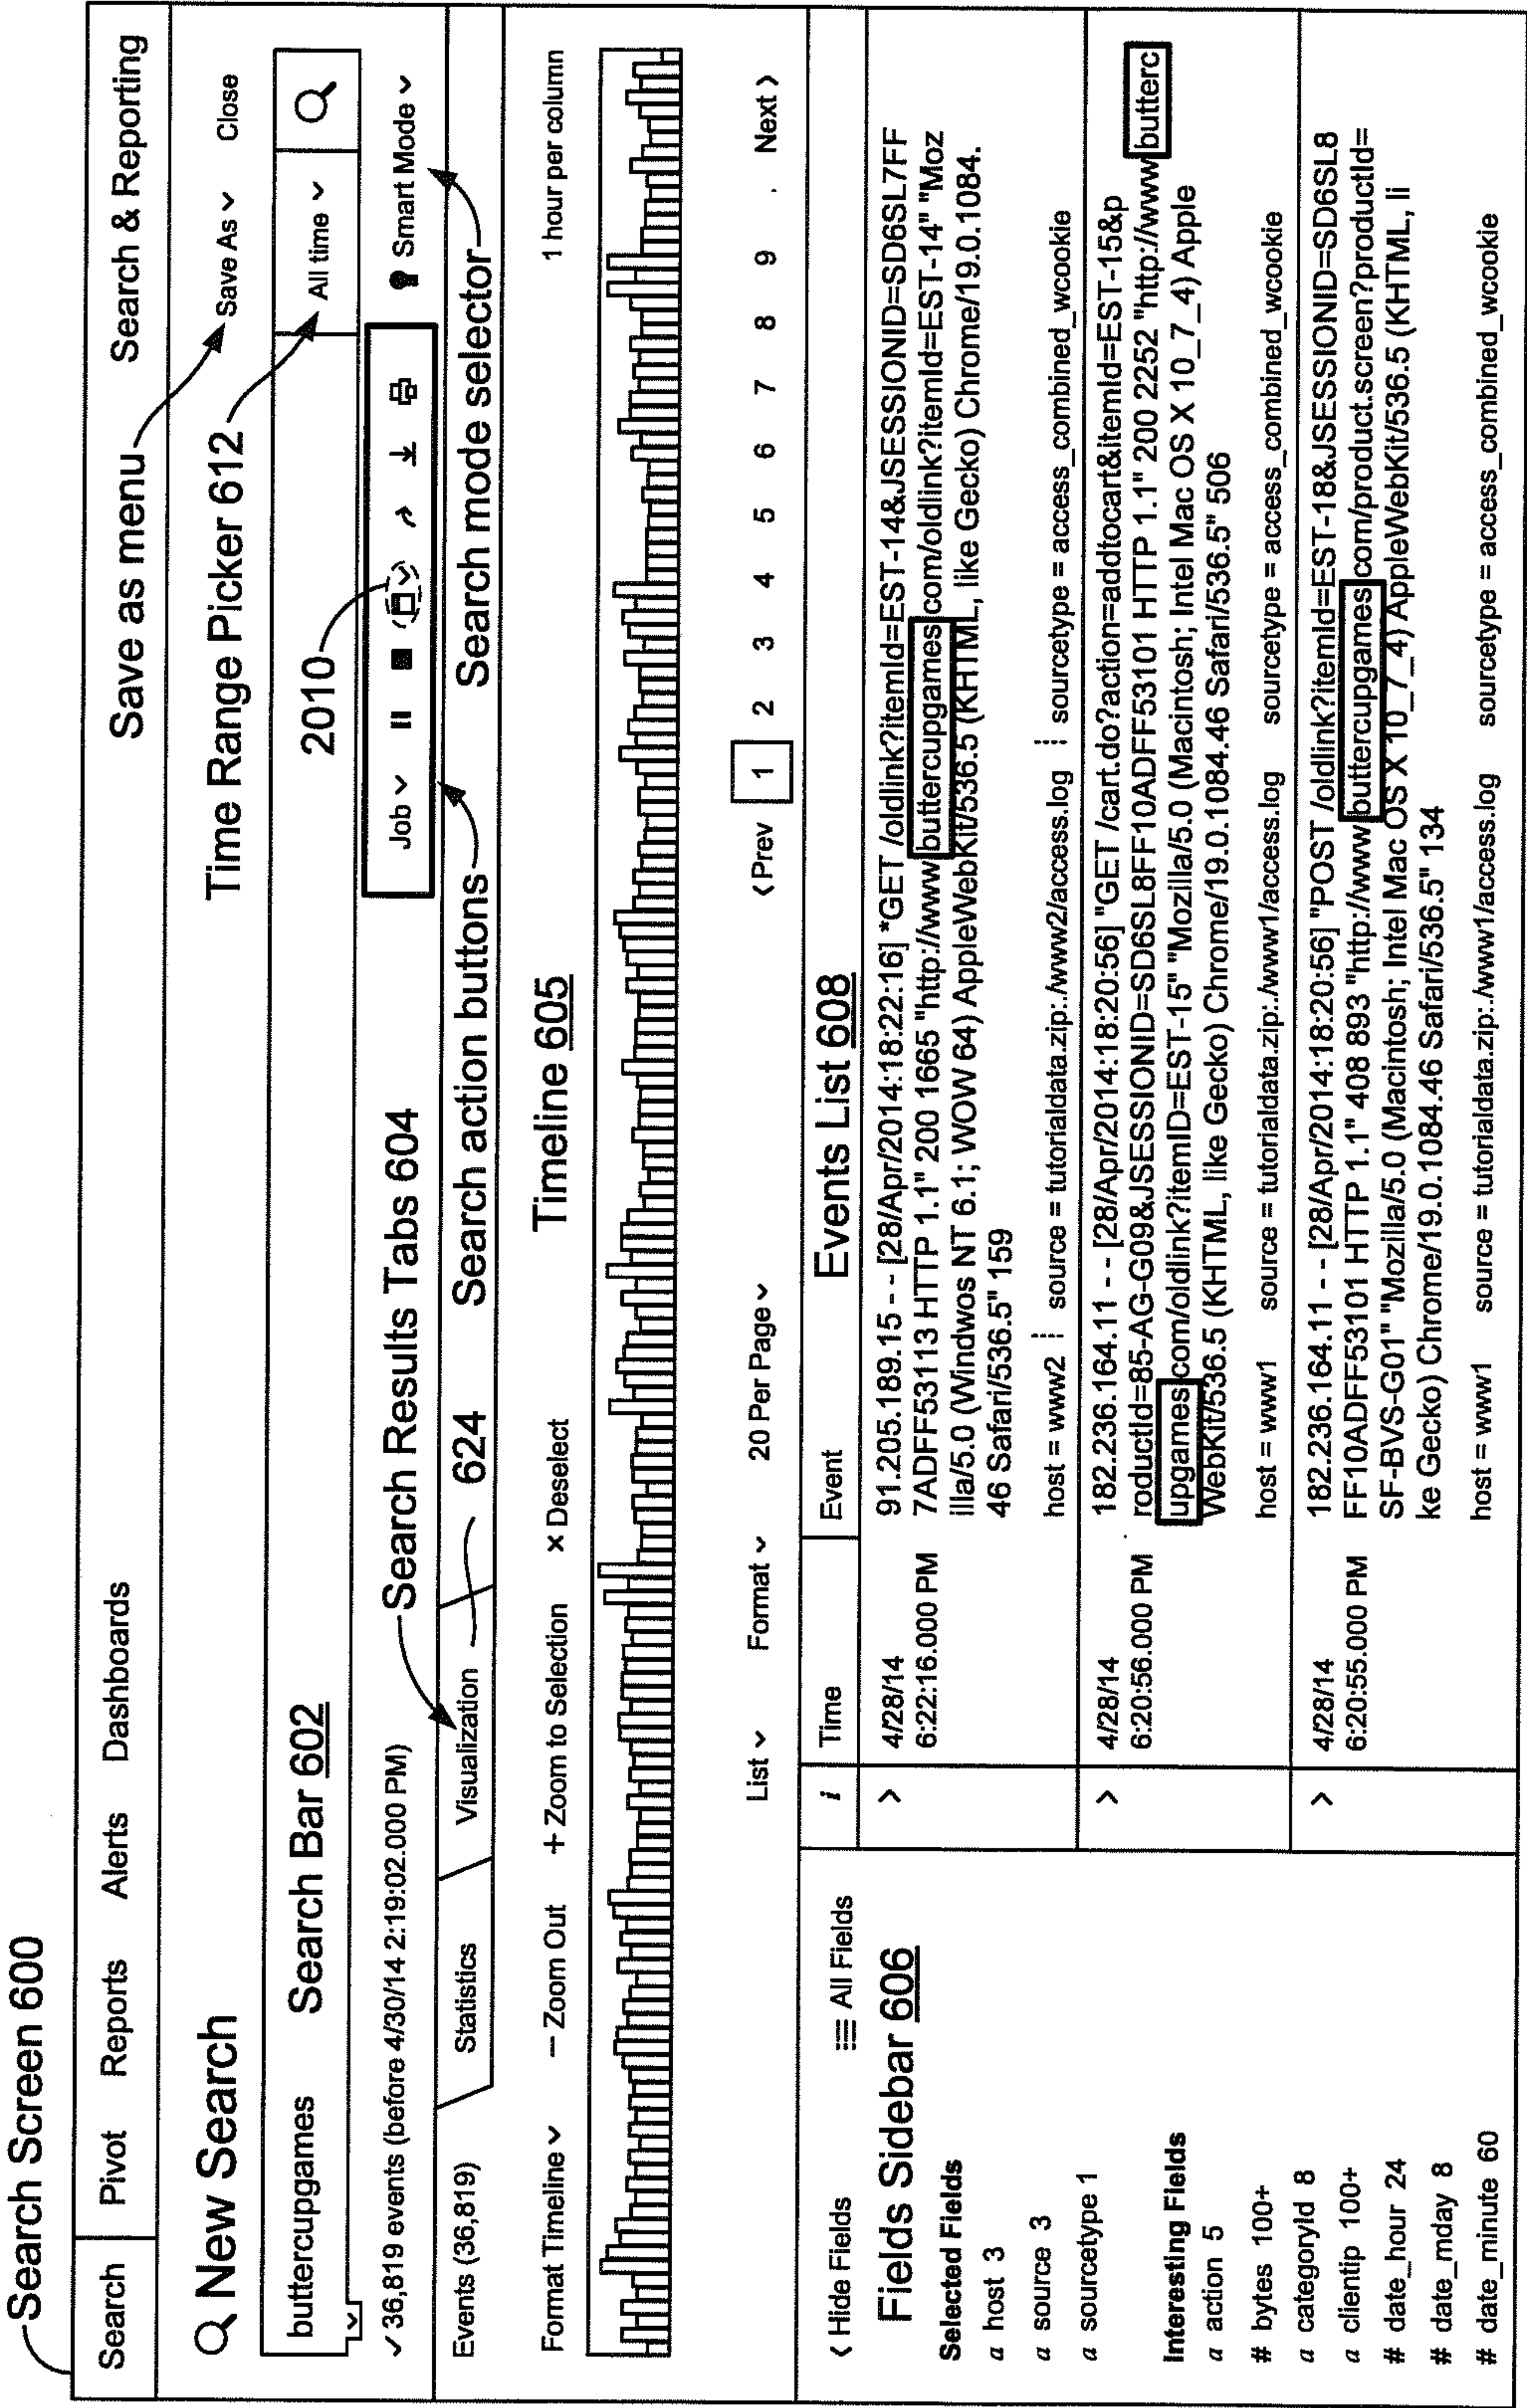 Search Screen 600
Search Pivot Reports Alerts Dashboards Search & Reporting
Save as menu
New Search
Save As Close
Time Range Picker 612
buttercupgames Search Bar 602
All time
2010
✓ 36,819 events (before 4/30/14 2:19:02.000 PM)
Search Results Tabs 604
Job Smart Mode
Events (36,819) Statistics Visualization 624 Search action buttons Search mode selector
Timeline 605
Format Timeline — Zoom Out + Zoom to Selection × Deselect 1 hour per column
List Format 20 Per Page < Prev 1 2 3 4 5 6 7 8 9 . Next >
< Hide Fields All Fields
i Time Event Events List 608
Fields Sidebar 606
Selected Fields
a host 3
a source 3
a sourcetype 1
Interesting Fields
a action 5
# bytes 100+
a categoryId 8
a clientip 100+
# date_hour 24
# date_mday 8
# date_minute 60
> 4/28/14
6:22:16.000 PM
91.205.189.15 - - [28/Apr/2014:18:22:16] *GET /oldlink?itemId=EST-14&JSESSIONID=SD6SL7FF
7ADFF53113 HTTP 1.1" 200 1665 "http://www buttercupgames com/oldlink?itemId=EST-14" "Moz
illa/5.0 (Windwos NT 6.1; WOW 64) AppleWebKit/536.5 (KHTML, like Gecko) Chrome/19.0.1084.
46 Safari/536.5" 159
host = www2 source = tutorialdata.zip:./www2/access.log sourcetype = access_combined_wcookie
> 4/28/14
6:20:56.000 PM
182.236.164.11 - - [28/Apr/2014:18:20:56] "GET /cart.do?action=addtocart&itemId=EST-15&p
roductId=85-AG-G09&JSESSIONID=SD6SL8FF10ADFF53101 HTTP 1.1" 200 2252 "http://www butterc
upgames com/oldlink?itemID=EST-15" "Mozilla/5.0 (Macintosh; Intel Mac OS X 10_7_4) Apple
WebKit/536.5 (KHTML, like Gecko) Chrome/19.0.1084.46 Safari/536.5" 506
host = www1 source = tutorialdata.zip:./www1/access.log sourcetype = access_combined_wcookie
> 4/28/14
6:20:55.000 PM
182.236.164.11 - - [28/Apr/2014:18:20:56] "POST /oldlink?itemId=EST-18&JSESSIONID=SD6SL8
FF10ADFF53101 HTTP 1.1" 408 893 "http://www buttercupgames com/product.screen?productId=
SF-BVS-G01" "Mozilla/5.0 (Macintosh; Intel Mac OS X 10_7_4) AppleWebKit/536.5 (KHTML, li
ke Gecko) Chrome/19.0.1084.46 Safari/536.5" 134
host = www1 source = tutorialdata.zip:./www1/access.log sourcetype = access_combined_wcookie